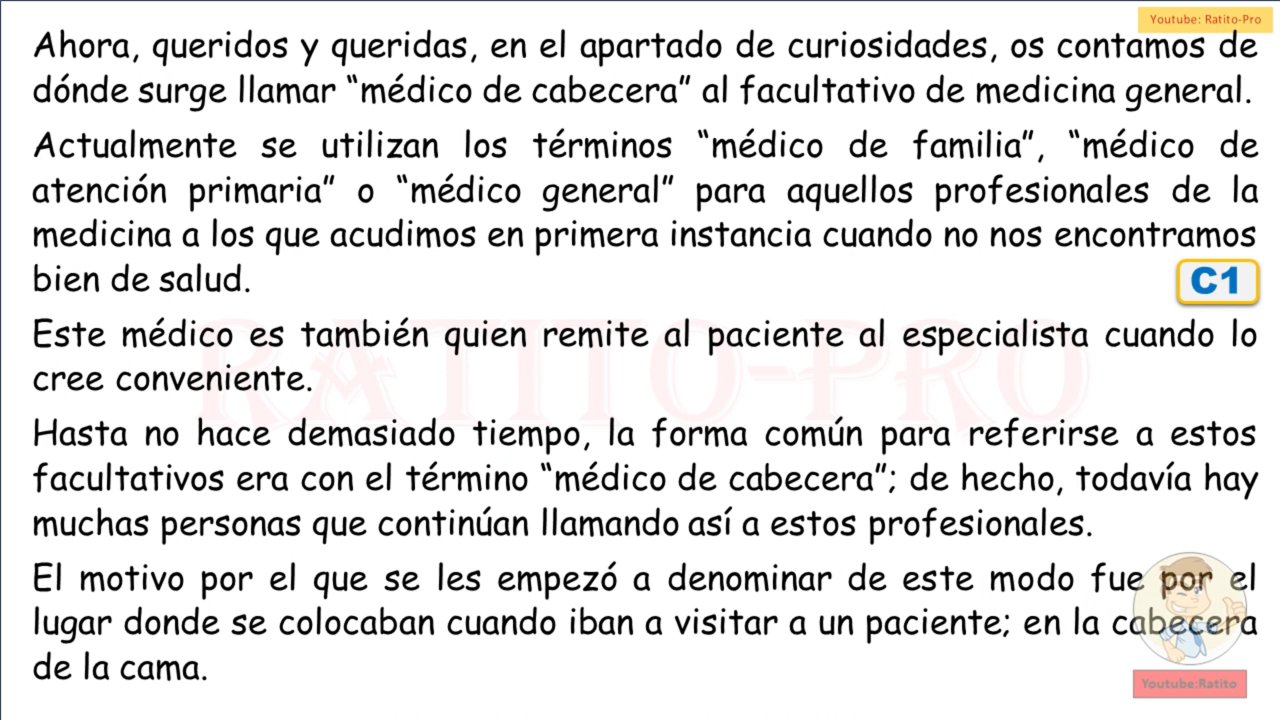 Youtube: Ratito-Pro
Ahora, queridos y queridas, en el apartado de curiosidades, os contamos de
dónde surge llamar “médico de cabecera” al facultativo de medicina general.
Actualmente se utilizan los términos “médico de familia”, “médico de
atención primaria” o “médico general” para aquellos profesionales de la
medicina a los que acudimos en primera instancia cuando no nos encontramos
bien de salud.
C1
Este médico es también quien remite al paciente al especialista cuando lo
cree conveniente.
RATITO-PRO
Hasta no hace demasiado tiempo, la forma común para referirse a estos
facultativos era con el término “médico de cabecera”; de hecho, todavía hay
muchas personas que continúan llamando así a estos profesionales.
El motivo por el que se les empezó a denominar de este modo fue por el
lugar donde se colocaban cuando iban a visitar a un paciente; en la cabecera
de la cama.
Youtube:Ratito